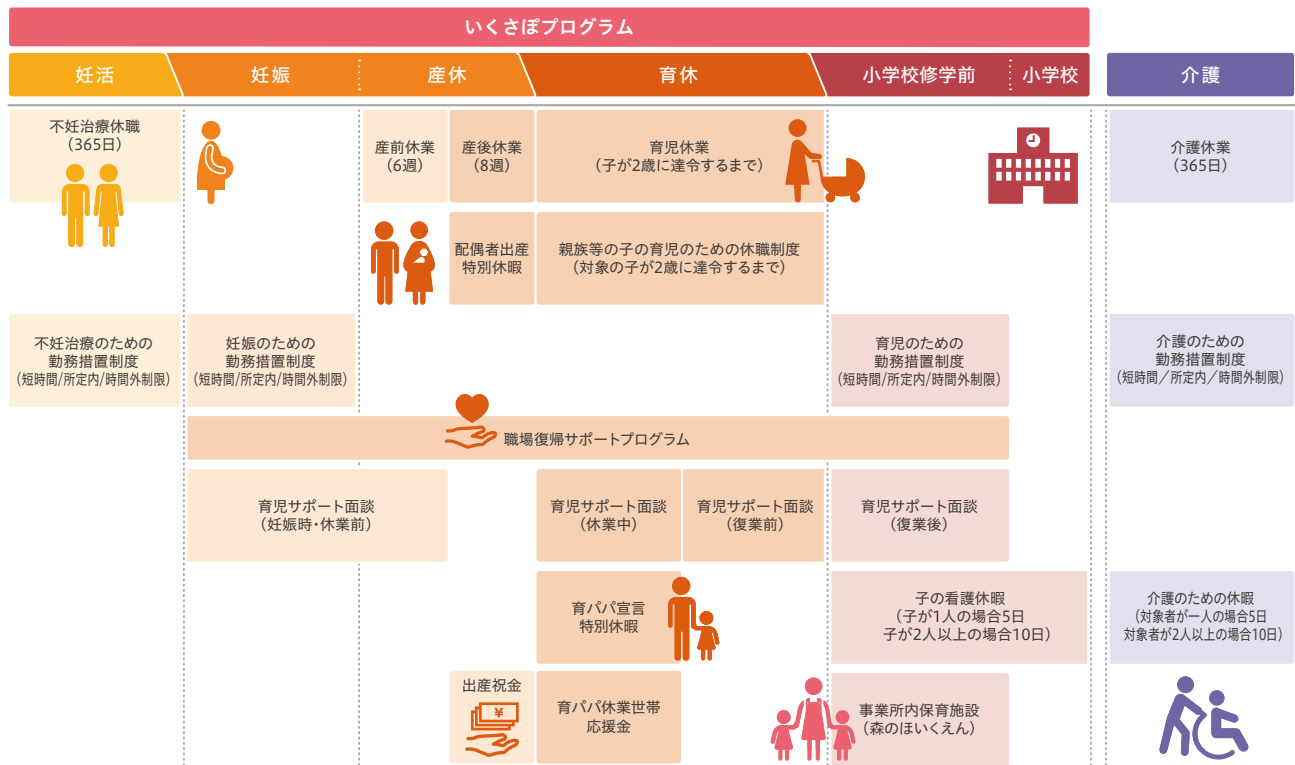 いくさぽプログラム
妊活
妊娠
産休
育休
小学校修学前
小学校
介護
不妊治療休職
（365日）
産前休業
（6週）
産後休業
（8週）
育児休業
（子が2歳に達令するまで）
介護休業
（365日）
配偶者出産
特別休暇
親族等の子の育児のための休職制度
（対象の子が2歳に達令するまで）
不妊治療のための
勤務措置制度
（短時間/所定内/時間外制限）
妊娠のための
勤務措置制度
（短時間/所定内/時間外制限）
育児のための
勤務措置制度
（短時間/所定内/時間外制限）
介護のための
勤務措置制度
（短時間／所定内／時間外制限）
職場復帰サポートプログラム
育児サポート面談
（妊娠時・休業前）
育児サポート面談
（休業中）
育児サポート面談
（復業前）
育児サポート面談
（復業後）
育パパ宣言
特別休暇
子の看護休暇
（子が1人の場合5日
子が2人以上の場合10日）
介護のための休暇
（対象者が一人の場合5日
対象者が2人以上の場合10日）
出産祝金
¥
育パパ休業世帯
応援金
事業所内保育施設
（森のほいくえん）